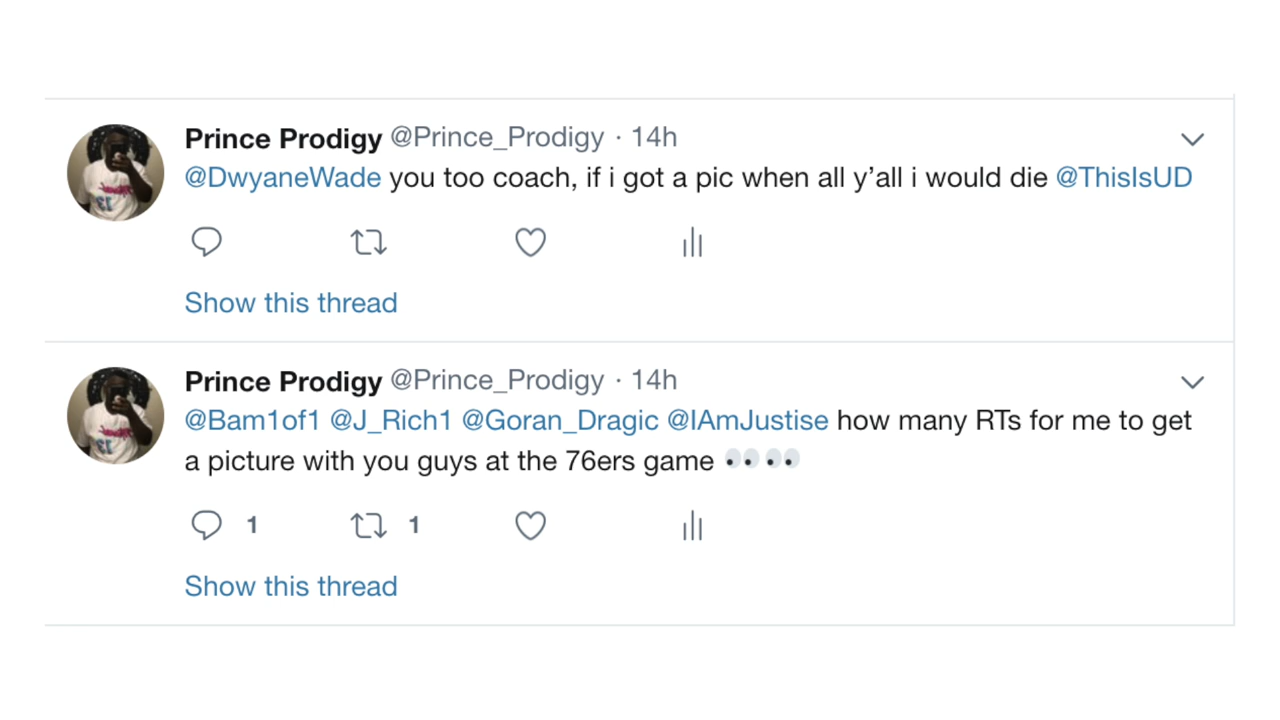 Prince Prodigy @Prince_Prodigy · 14h
@DwyaneWade you too coach, if i got a pic when all y’all i would die @ThisIsUD
Show this thread
Prince Prodigy @Prince_Prodigy · 14h
@Bam1of1 @J_Rich1 @Goran_Dragic @IAmJustise how many RTs for me to get
a picture with you guys at the 76ers game 👀👀
1 1
Show this thread